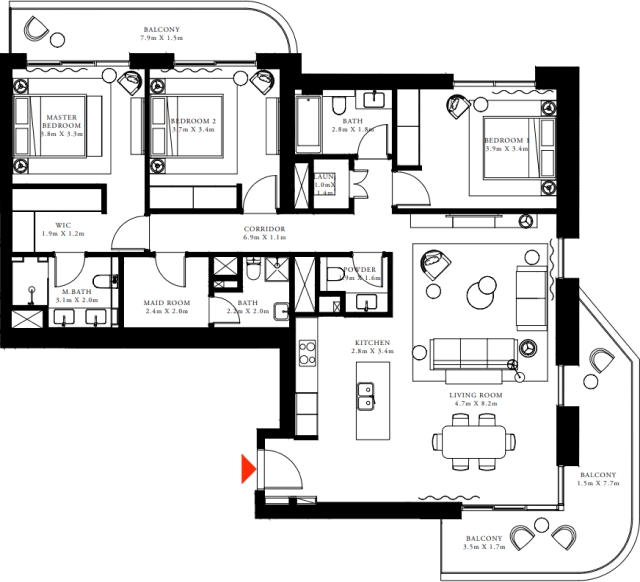 BALCONY
7.9m X 1.5m
MASTER
BEDROOM
3.8m X 3.3m
BEDROOM 2
3.7m X 3.4m
BATH
2.8m X 1.8m
BEDROOM 1
3.9m X 3.4m
LAUN.
1.0mX
1.4m
WIC
1.9m X 1.2m
CORRIDOR
6.9m X 1.1m
M.BATH
3.1m X 2.0m
MAID ROOM
2.4m X 2.0m
BATH
2.2m X 2.0m
POWDER
1.9m X 1.6m
KITCHEN
2.8m X 3.4m
LIVING ROOM
4.7m X 8.2m
BALCONY
1.5m X 7.7m
BALCONY
3.5m X 1.7m